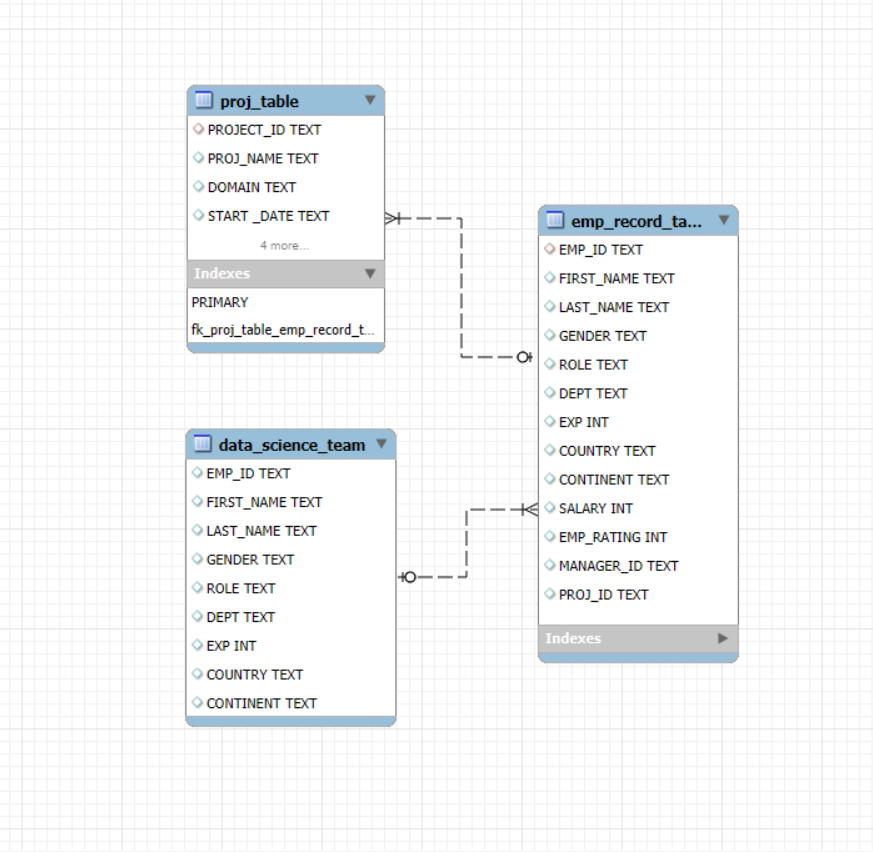 proj_table
PROJECT_ID TEXT
PROJ_NAME TEXT
DOMAIN TEXT
START _DATE TEXT
4 more...
Indexes
PRIMARY
fk_proj_table_emp_record_t...
emp_record_ta...
EMP_ID TEXT
FIRST_NAME TEXT
LAST_NAME TEXT
GENDER TEXT
ROLE TEXT
DEPT TEXT
EXP INT
COUNTRY TEXT
CONTINENT TEXT
SALARY INT
EMP_RATING INT
MANAGER_ID TEXT
PROJ_ID TEXT
Indexes
data_science_team
EMP_ID TEXT
FIRST_NAME TEXT
LAST_NAME TEXT
GENDER TEXT
ROLE TEXT
DEPT TEXT
EXP INT
COUNTRY TEXT
CONTINENT TEXT